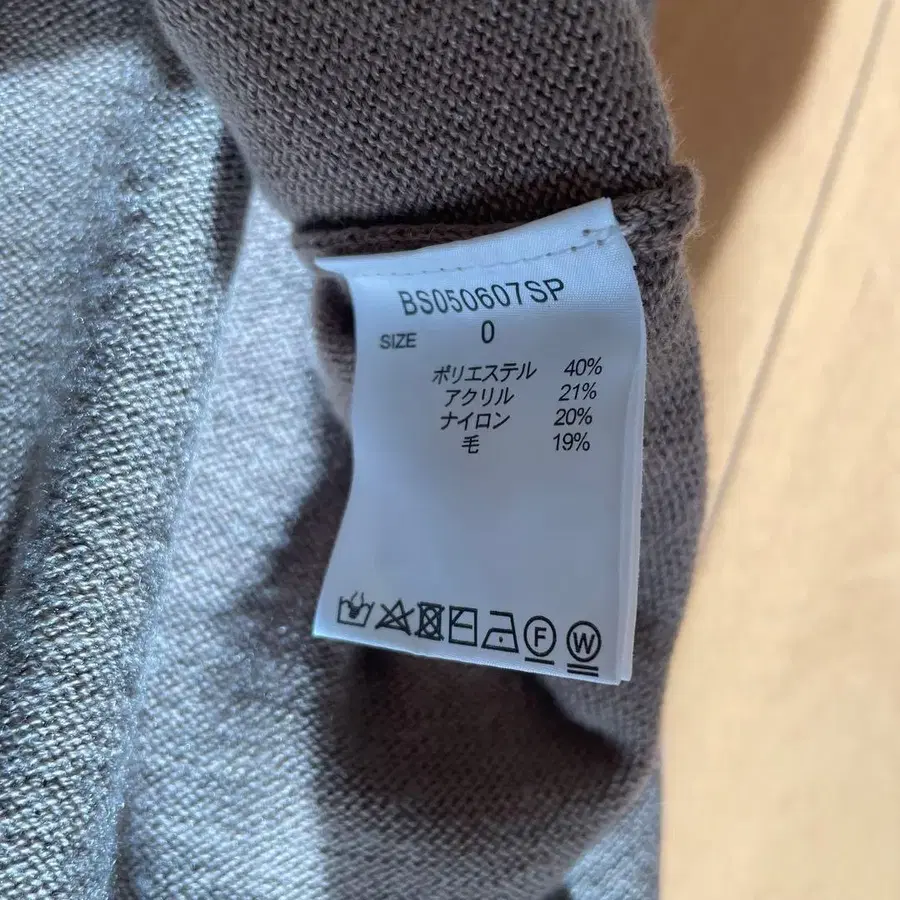 BS050607SP
SIZE 0
ポリエステル 40%
アクリル 21%
ナイロン 20%
毛 19%
F W